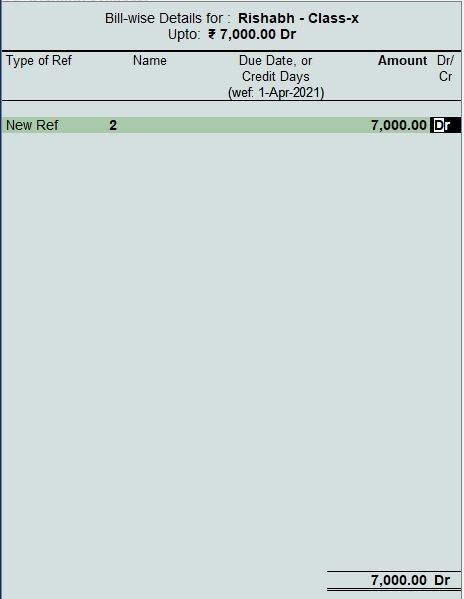 Bill-wise Details for : Rishabh - Class-x
Upto: ₹ 7,000.00 Dr
Type of Ref Name Due Date, or Amount Dr/
Credit Days Cr
(wef: 1-Apr-2021)
New Ref 2 7,000.00 Dr
7,000.00 Dr